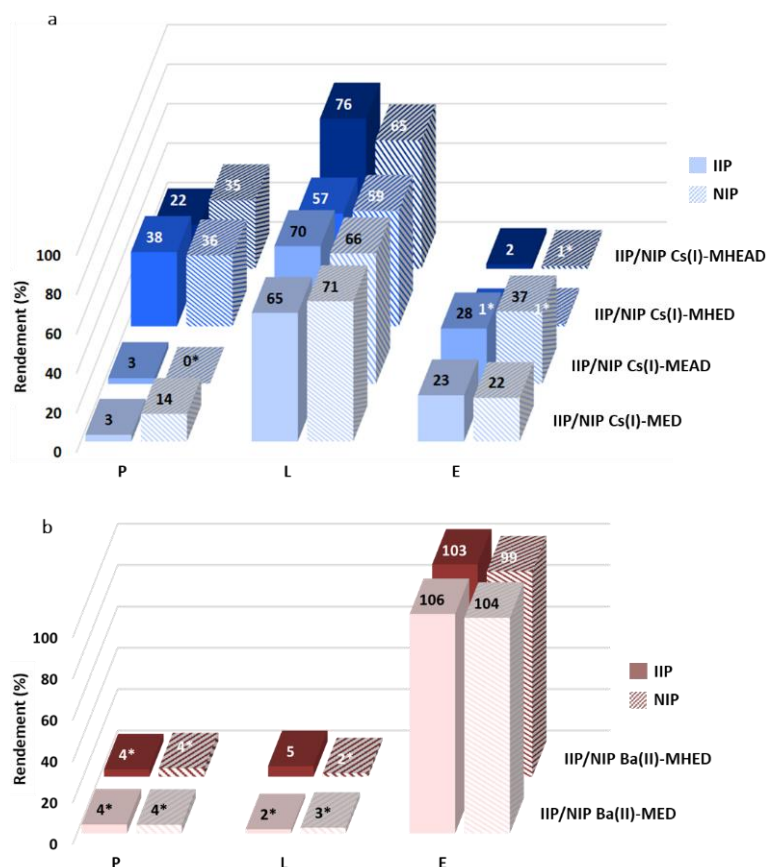 a
76
65
22
35
57
59
IIP
NIP
38
36
70
66
2
1*
IIP/NIP Cs(I)-MHEAD
100
80
60
40
20
0
Rendement (%)
65
71
28
1*
37
1*
IIP/NIP Cs(I)-MHED
3
0*
IIP/NIP Cs(I)-MEAD
3
14
23
22
IIP/NIP Cs(I)-MED
P
L
E
b
103
99
106
104
100
80
60
40
20
0
Rendement (%)
IIP
NIP
4*
4*
5
2*
IIP/NIP Ba(II)-MHED
4*
4*
2*
3*
IIP/NIP Ba(II)-MED
P
L
E